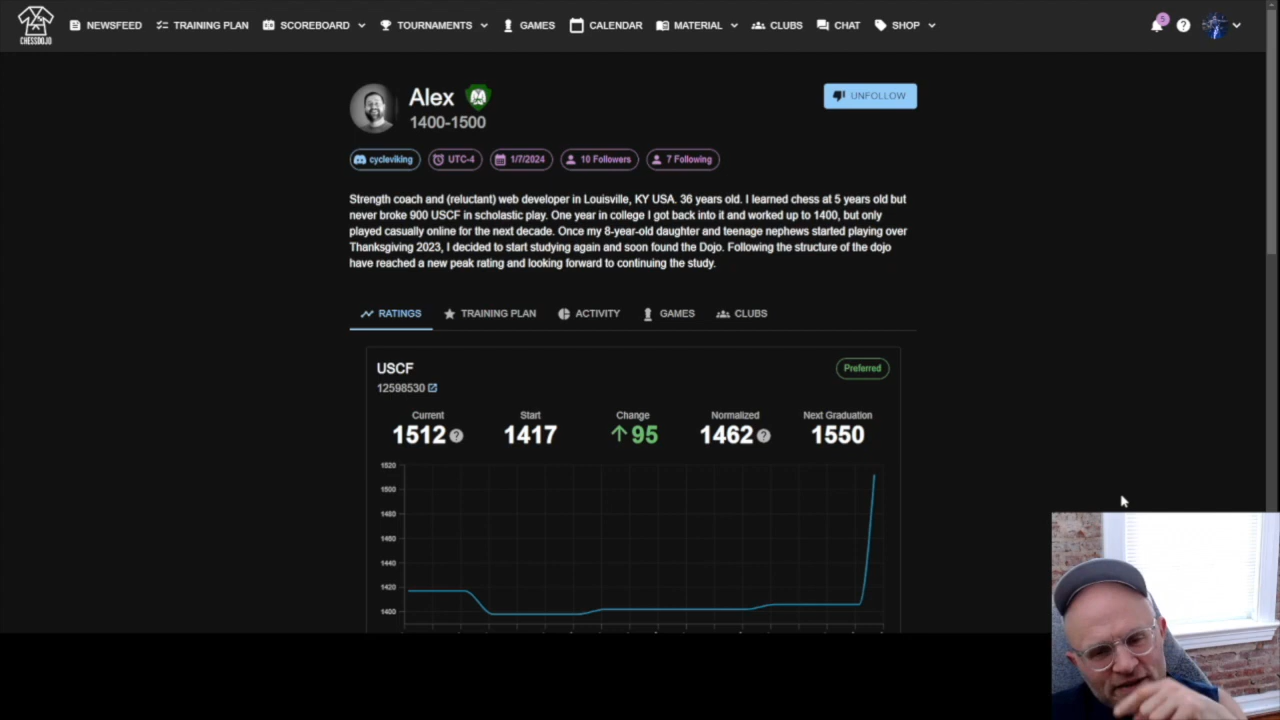 CHESSDOJO
NEWSFEED TRAINING PLAN SCOREBOARD TOURNAMENTS GAMES CALENDAR MATERIAL CLUBS CHAT SHOP
5
Alex
1400-1500
UNFOLLOW
cycleviking UTC-4 1/7/2024 10 Followers 7 Following
Strength coach and (reluctant) web developer in Louisville, KY USA. 36 years old. I learned chess at 5 years old but
never broke 900 USCF in scholastic play. One year in college I got back into it and worked up to 1400, but only
played casually online for the next decade. Once my 8-year-old daughter and teenage nephews started playing over
Thanksgiving 2023, I decided to start studying again and soon found the Dojo. Following the structure of the dojo
have reached a new peak rating and looking forward to continuing the study.
RATINGS TRAINING PLAN ACTIVITY GAMES CLUBS
USCF
Preferred
12598530
Current Start Change Normalized Next Graduation
1512 1417 95 1462 1550
1520
1500
1480
1460
1440
1420
1400